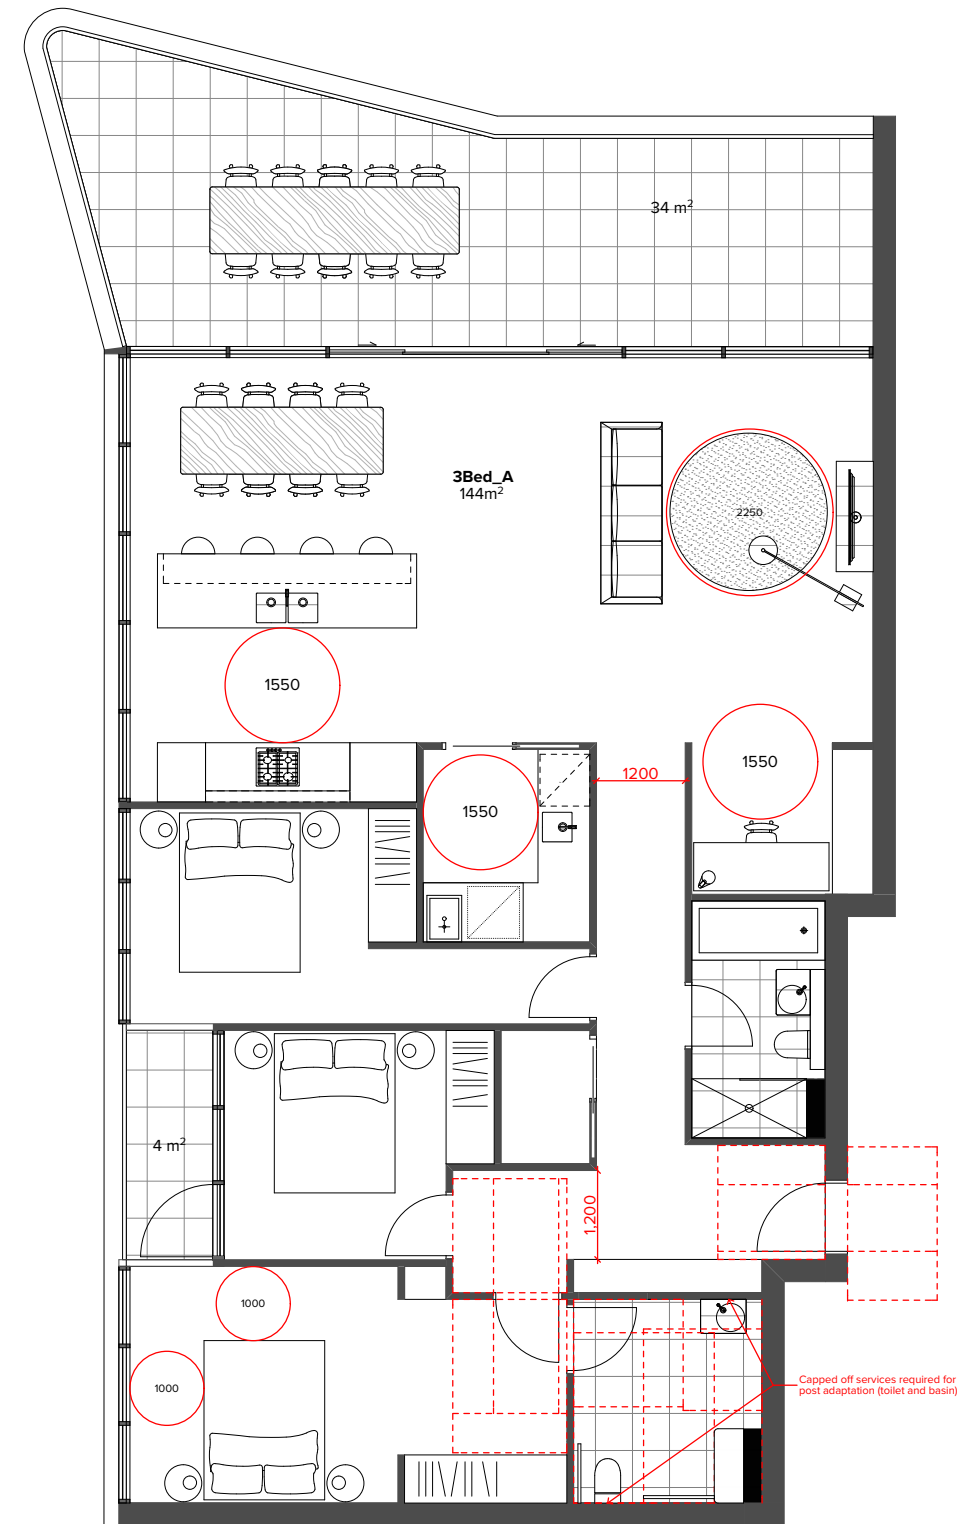 34 m²
3Bed_A
144m²
2250
1550
1550
1200
1550
4 m²
1,200
1000
1000
Capped off services required for
post adaptation (toilet and basin)